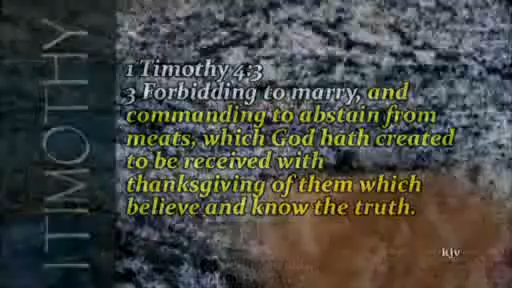 I TIMOTHY
1 Timothy 4:3
3 Forbidding to marry, and
commanding to abstain from
meats, which God hath created
to be received with
thanksgiving of them which
believe and know the truth.
kjv